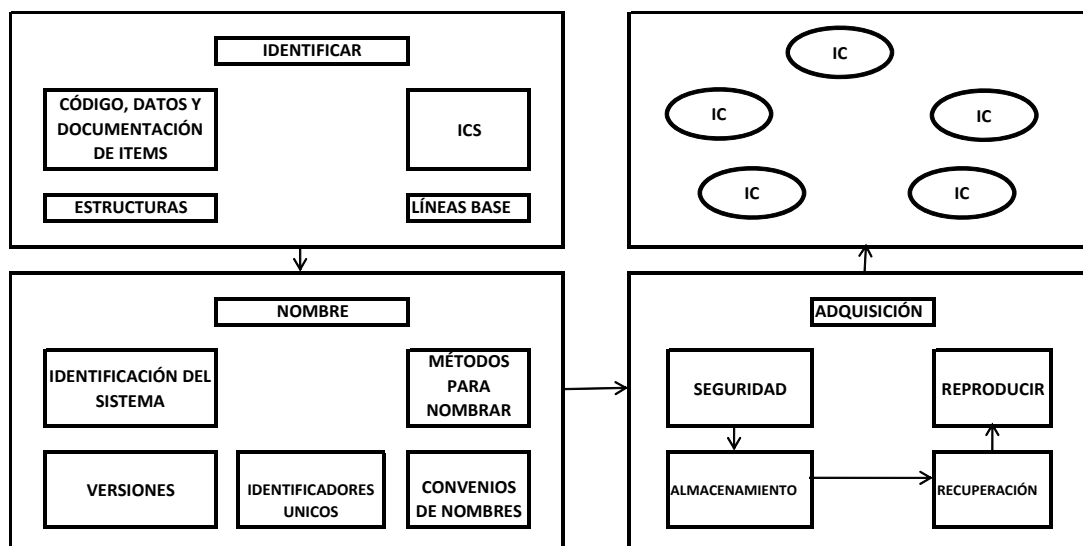 IDENTIFICAR
CÓDIGO, DATOS Y
DOCUMENTACIÓN
DE ITEMS
ICS
ESTRUCTURAS
LÍNEAS BASE
IC
IC
IC
IC
IC
NOMBRE
IDENTIFICACIÓN DEL
SISTEMA
MÉTODOS
PARA
NOMBRAR
VERSIONES
IDENTIFICADORES
UNICOS
CONVENIOS
DE NOMBRES
ADQUISICIÓN
SEGURIDAD
REPRODUCIR
ALMACENAMIENTO
RECUPERACIÓN